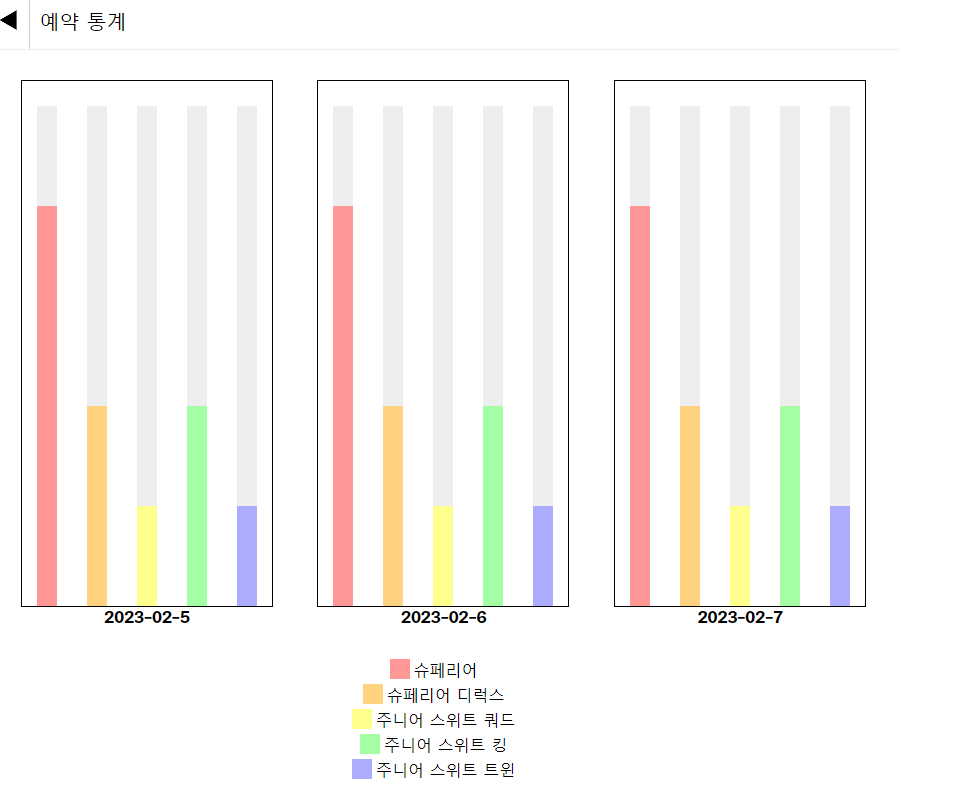 예약 통계
2023-02-5
2023-02-6
2023-02-7
슈페리어
슈페리어 디럭스
주니어 스위트 쿼드
주니어 스위트 킹
주니어 스위트 트윈